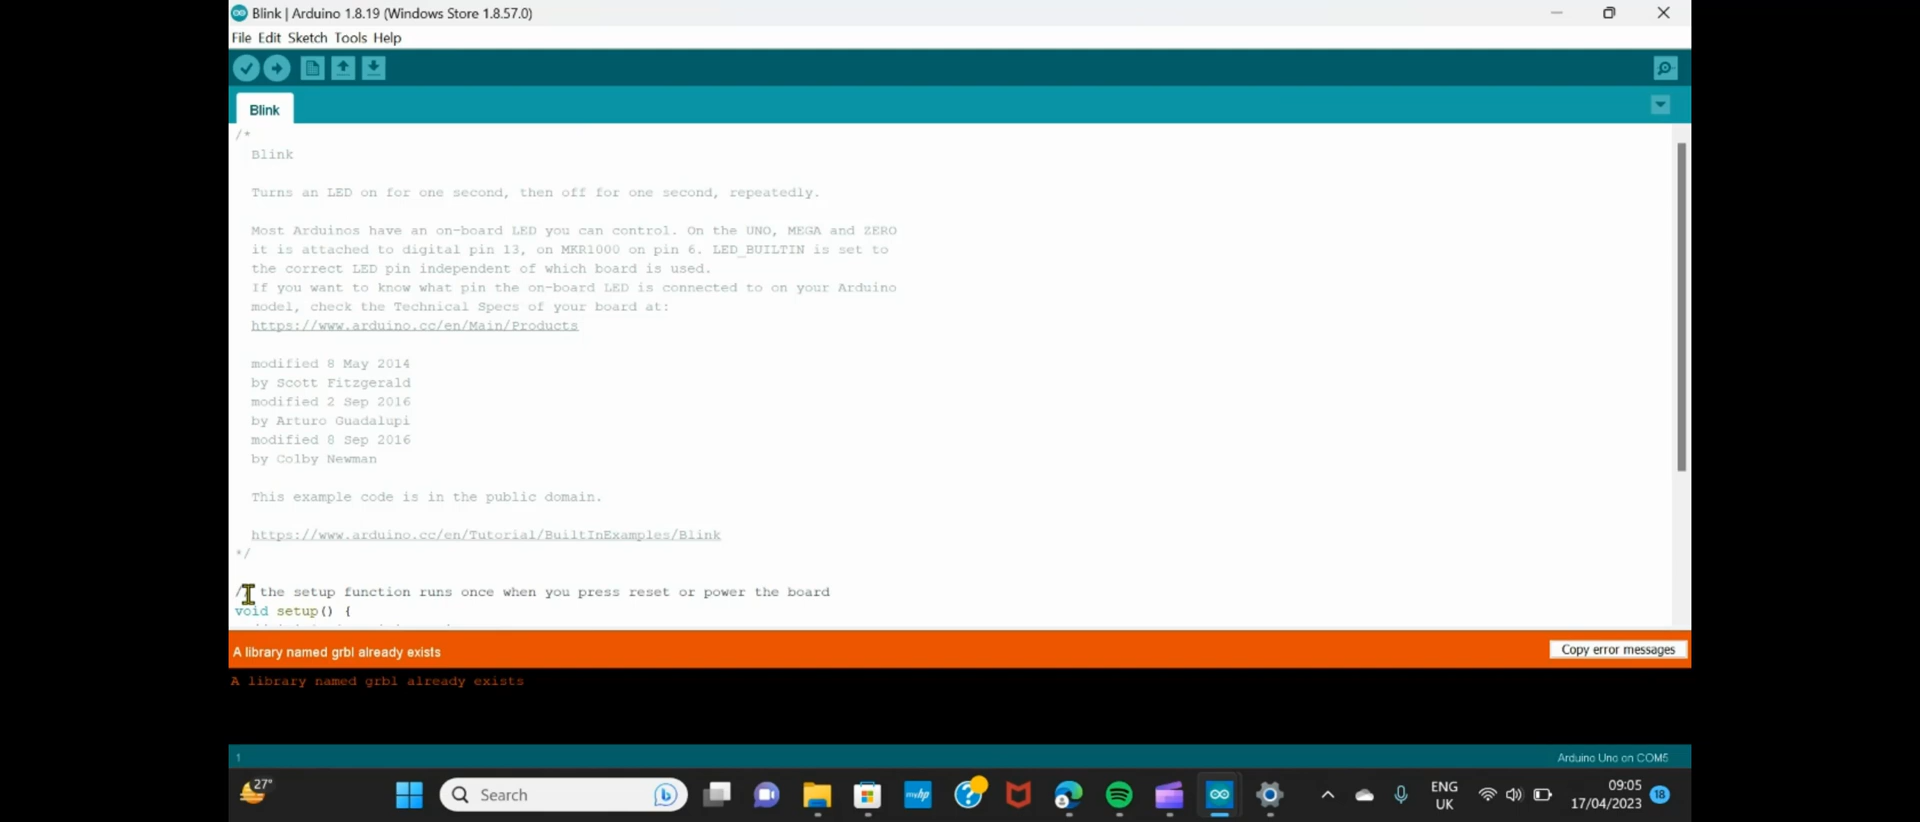 Blink | Arduino 1.8.19 (Windows Store 1.8.57.0)
File Edit Sketch Tools Help
Blink
/*
Blink
Turns an LED on for one second, then off for one second, repeatedly.
Most Arduinos have an on-board LED you can control. On the UNO, MEGA and ZERO
it is attached to digital pin 13, on MKR1000 on pin 6. LED_BUILTIN is set to
the correct LED pin independent of which board is used.
If you want to know what pin the on-board LED is connected to on your Arduino
model, check the Technical Specs of your board at:
https://www.arduino.cc/en/Main/Products
modified 8 May 2014
by Scott Fitzgerald
modified 2 Sep 2016
by Arturo Guadalupi
modified 8 Sep 2016
by Colby Newman
This example code is in the public domain.
https://www.arduino.cc/en/Tutorial/BuiltInExamples/Blink
*/
// the setup function runs once when you press reset or power the board
void setup() {
A library named grbl already exists
Copy error messages
A library named grbl already exists
1
Arduino Uno on COM5
27°
Search
myhp
ENG
UK
09:05
17/04/2023
18